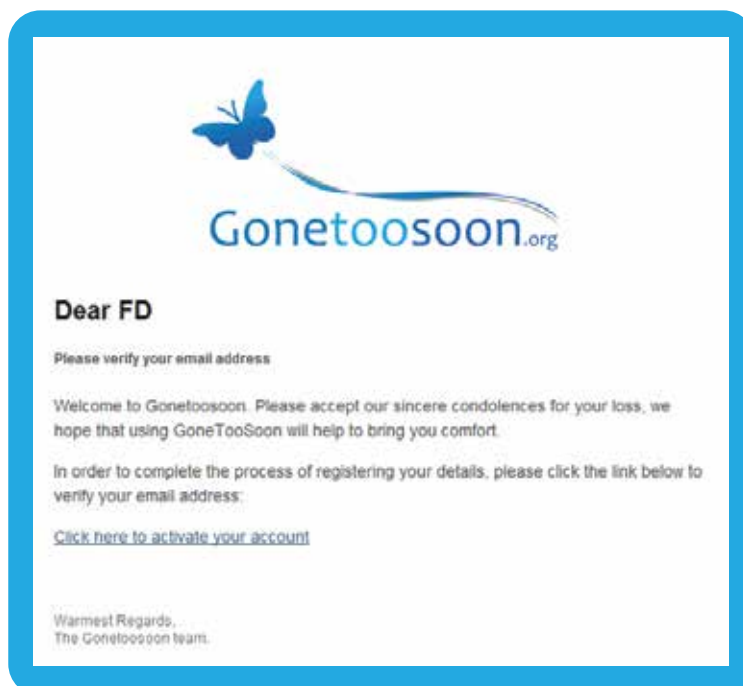 Gonetoosoon.org
Dear FD
Please verify your email address
Welcome to Gonetoosoon. Please accept our sincere condolences for your loss, we
hope that using GoneTooSoon will help to bring you comfort.
In order to complete the process of registering your details, please click the link below to
verify your email address:
Click here to activate your account
Warmest Regards,
The Gonetoosoon team.